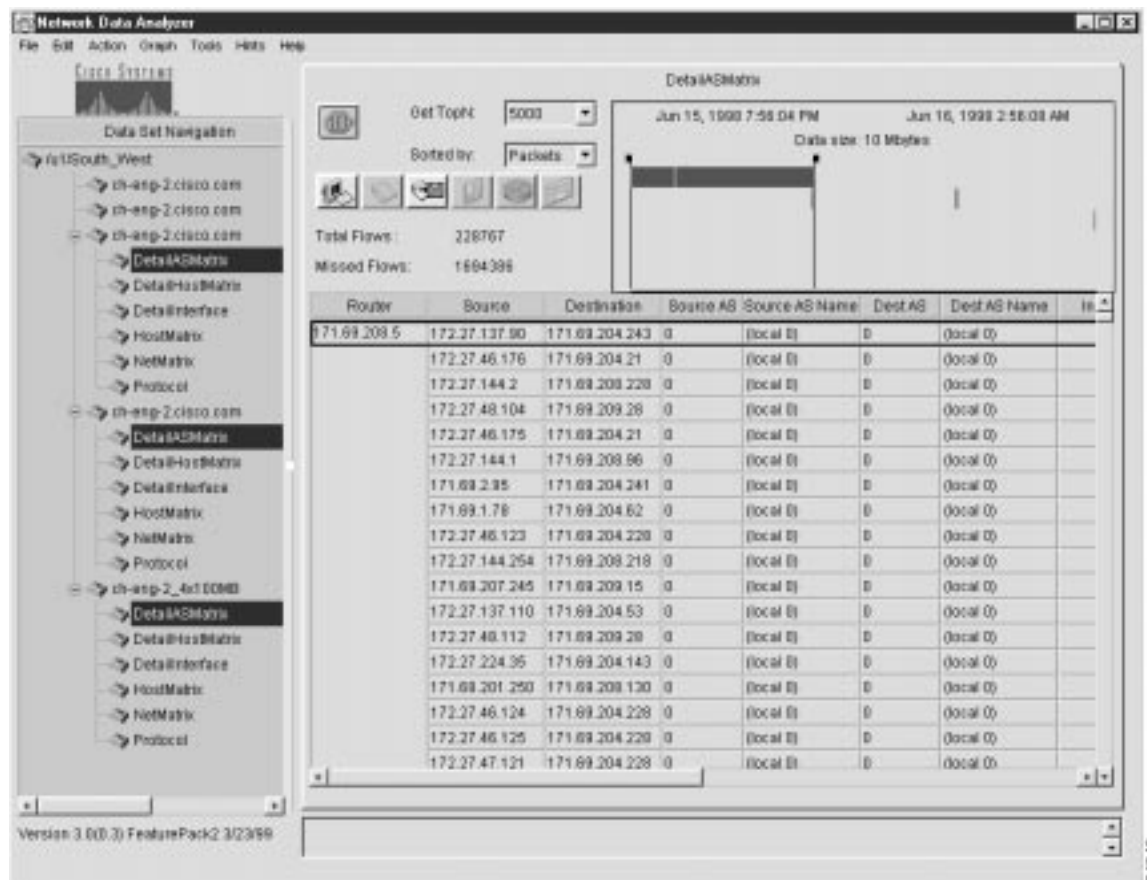 Network Data Analyzer
File Edit Action Graph Tools Hints Help
Cisco Systems
Data Set Navigation
ch-eng-2.cisco.com
ch-eng-2.cisco.com
ch-eng-2.cisco.com
DetailASMatrix
DetailHostMatrix
DetailInterface
HostMatrix
NetMatrix
Protocol
ch-eng-2.cisco.com
DetailASMatrix
DetailHostMatrix
DetailInterface
HostMatrix
NetMatrix
Protocol
ch-eng-2_4x100MB
DetailASMatrix
DetailHostMatrix
DetailInterface
HostMatrix
NetMatrix
Protocol
Version 3.0(0.3) FeaturePack2 3/23/99
DetailASMatrix
Get TopN: 5000
Sorted by: Packets
Jun 15, 1998 7:56:04 PM Jun 16, 1998 2:56:08 AM
Data size: 10 Mbytes
Total Flows: 228767
Missed Flows: 1694386
Router Source Destination Source AS Source AS Name Dest AS Dest AS Name
171.69.208.5 172.27.137.90 171.69.204.243 0 (local 0) 0 (local 0)
172.27.46.176 171.69.204.21 0 (local 0) 0 (local 0)
172.27.144.2 171.69.208.228 0 (local 0) 0 (local 0)
172.27.48.104 171.69.209.28 0 (local 0) 0 (local 0)
172.27.46.175 171.69.204.21 0 (local 0) 0 (local 0)
172.27.144.1 171.69.208.96 0 (local 0) 0 (local 0)
171.69.2.95 171.69.204.241 0 (local 0) 0 (local 0)
171.69.1.78 171.69.204.62 0 (local 0) 0 (local 0)
172.27.46.123 171.69.204.228 0 (local 0) 0 (local 0)
172.27.144.254 171.69.208.218 0 (local 0) 0 (local 0)
171.69.207.245 171.69.209.15 0 (local 0) 0 (local 0)
172.27.137.110 171.69.204.53 0 (local 0) 0 (local 0)
172.27.48.112 171.69.209.28 0 (local 0) 0 (local 0)
172.27.224.35 171.69.204.143 0 (local 0) 0 (local 0)
171.69.201.250 171.69.208.130 0 (local 0) 0 (local 0)
172.27.46.124 171.69.204.228 0 (local 0) 0 (local 0)
172.27.46.125 171.69.204.228 0 (local 0) 0 (local 0)
172.27.47.121 171.69.204.228 0 (local 0) 0 (local 0)